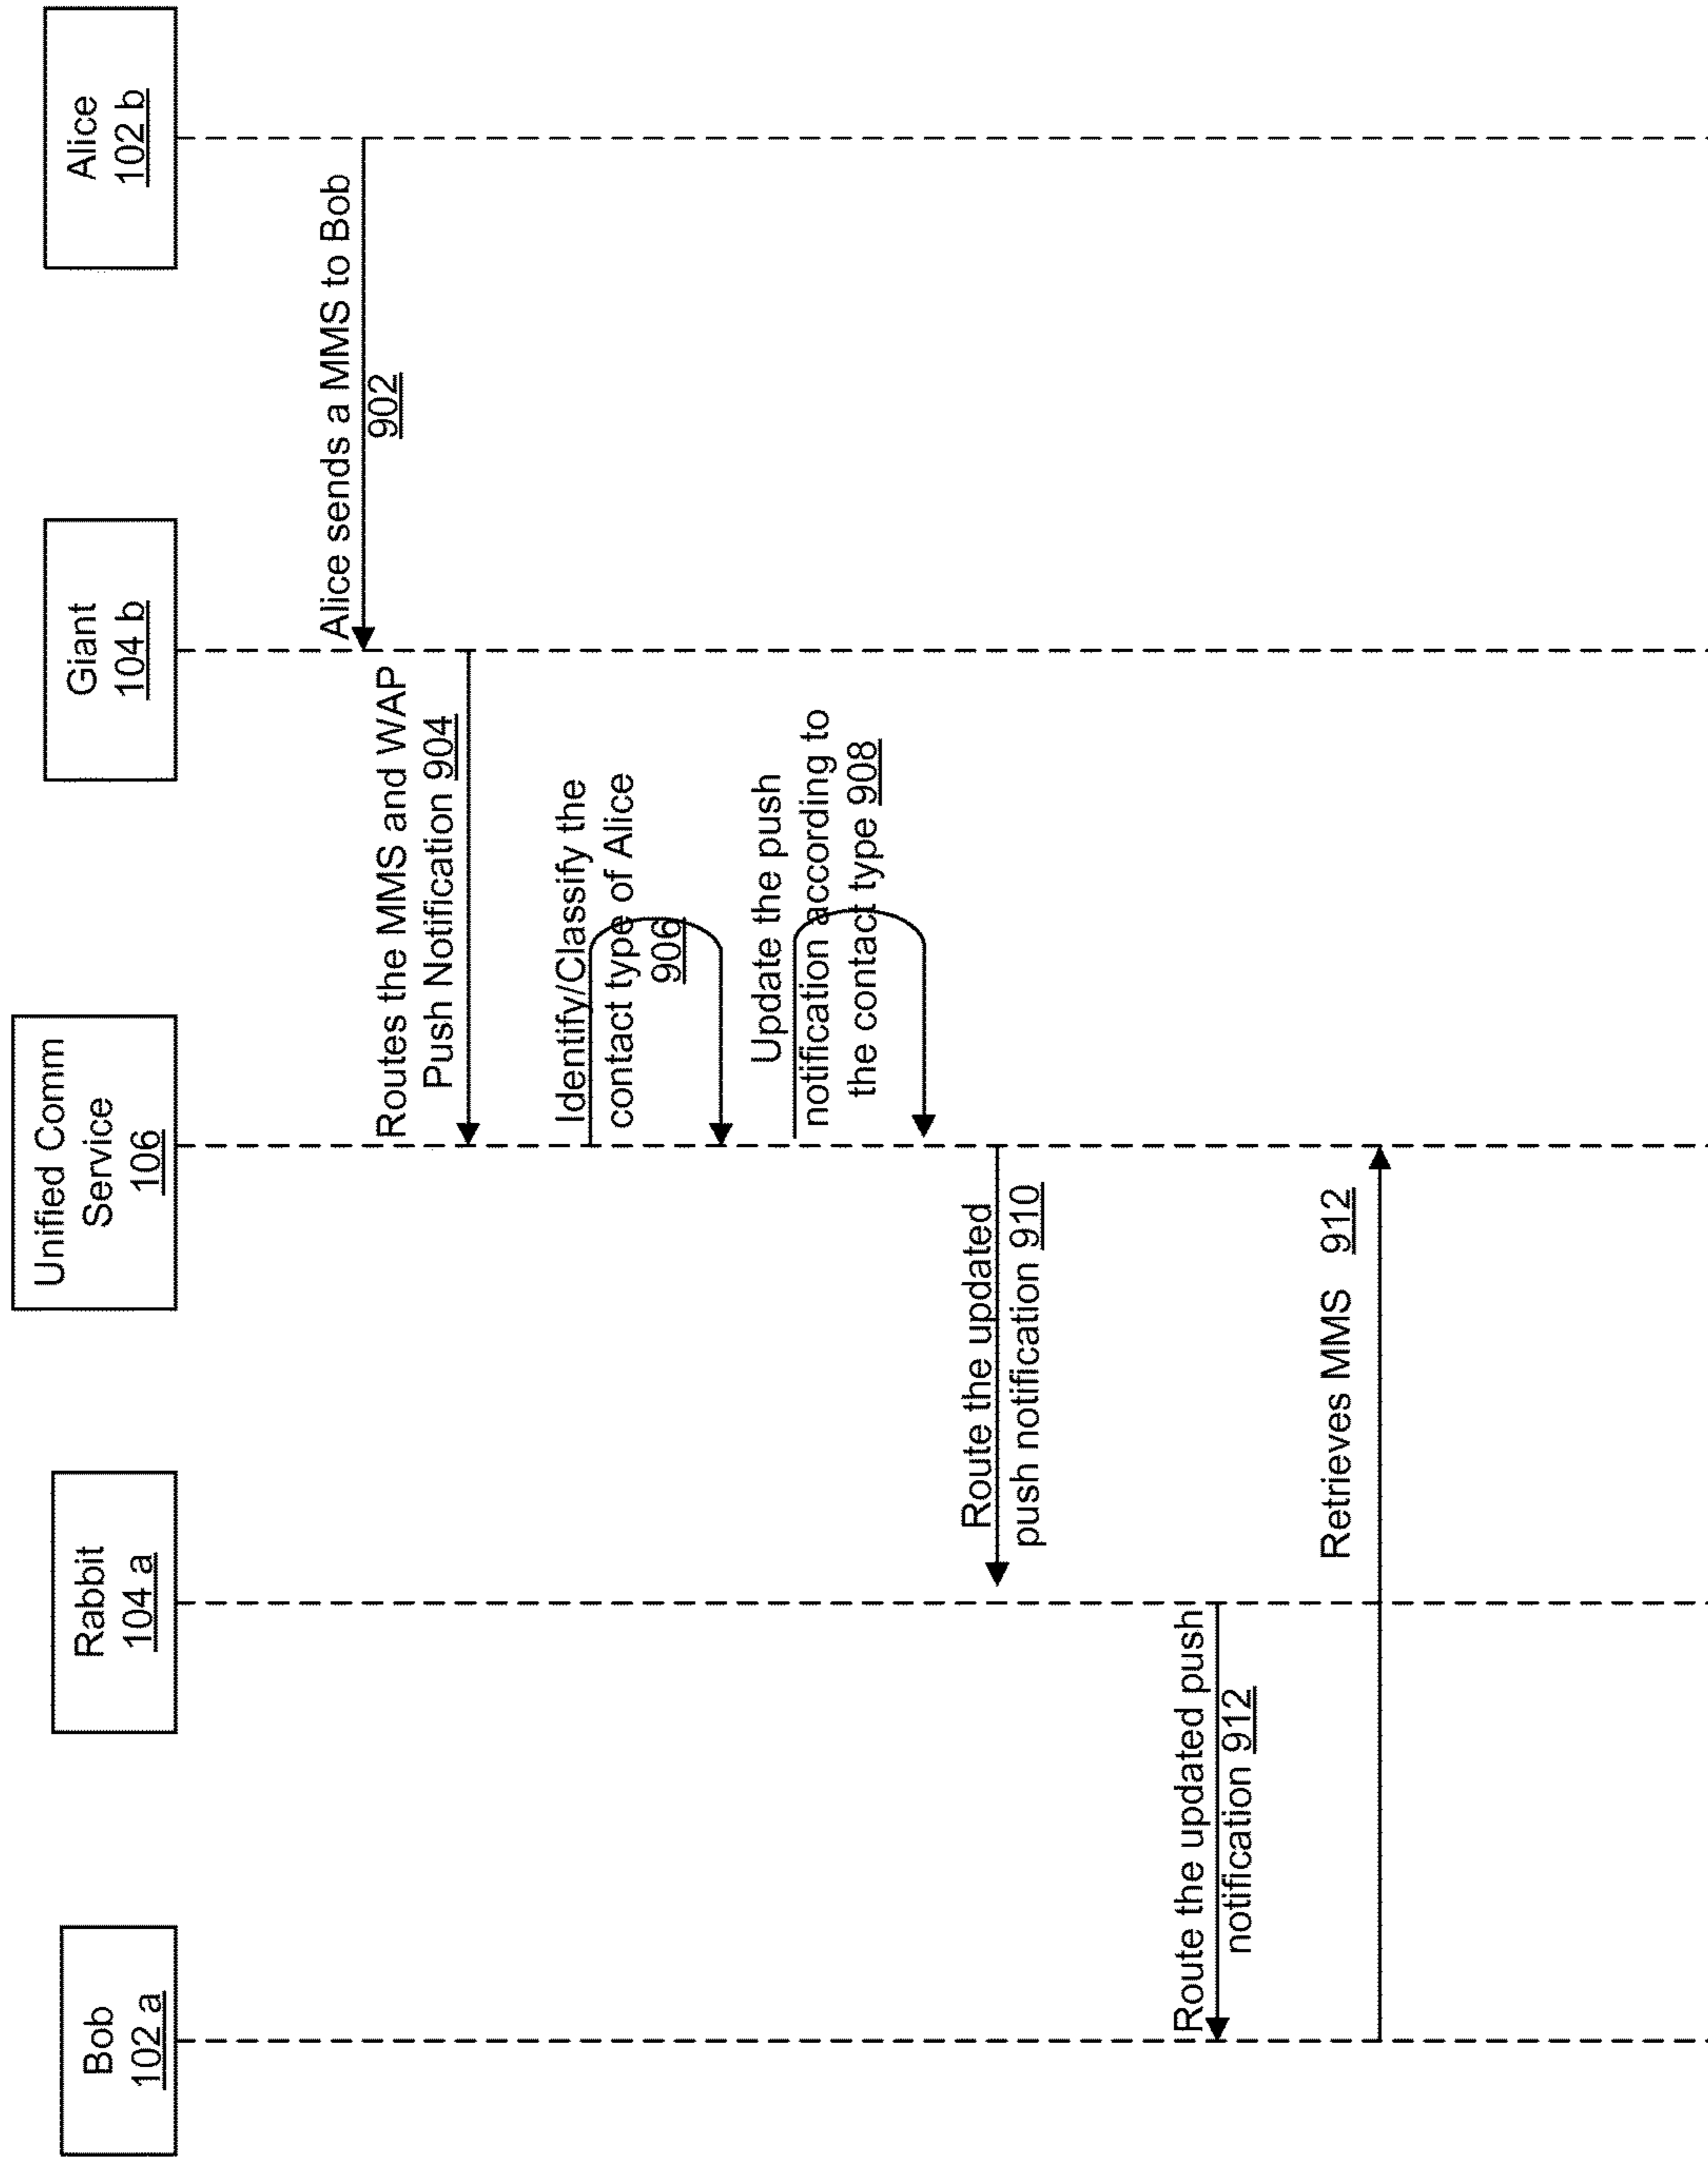 Bob
102 a
Rabbit
104 a
Unified Comm
Service
106
Giant
104 b
Alice
102 b
Alice sends a MMS to Bob
902
Routes the MMS and WAP
Push Notification 904
Identify/Classify the
contact type of Alice
906
Update the push
notification according to
the contact type 908
Route the updated
push notification 910
Route the updated push
notification 912
Retrieves MMS 912